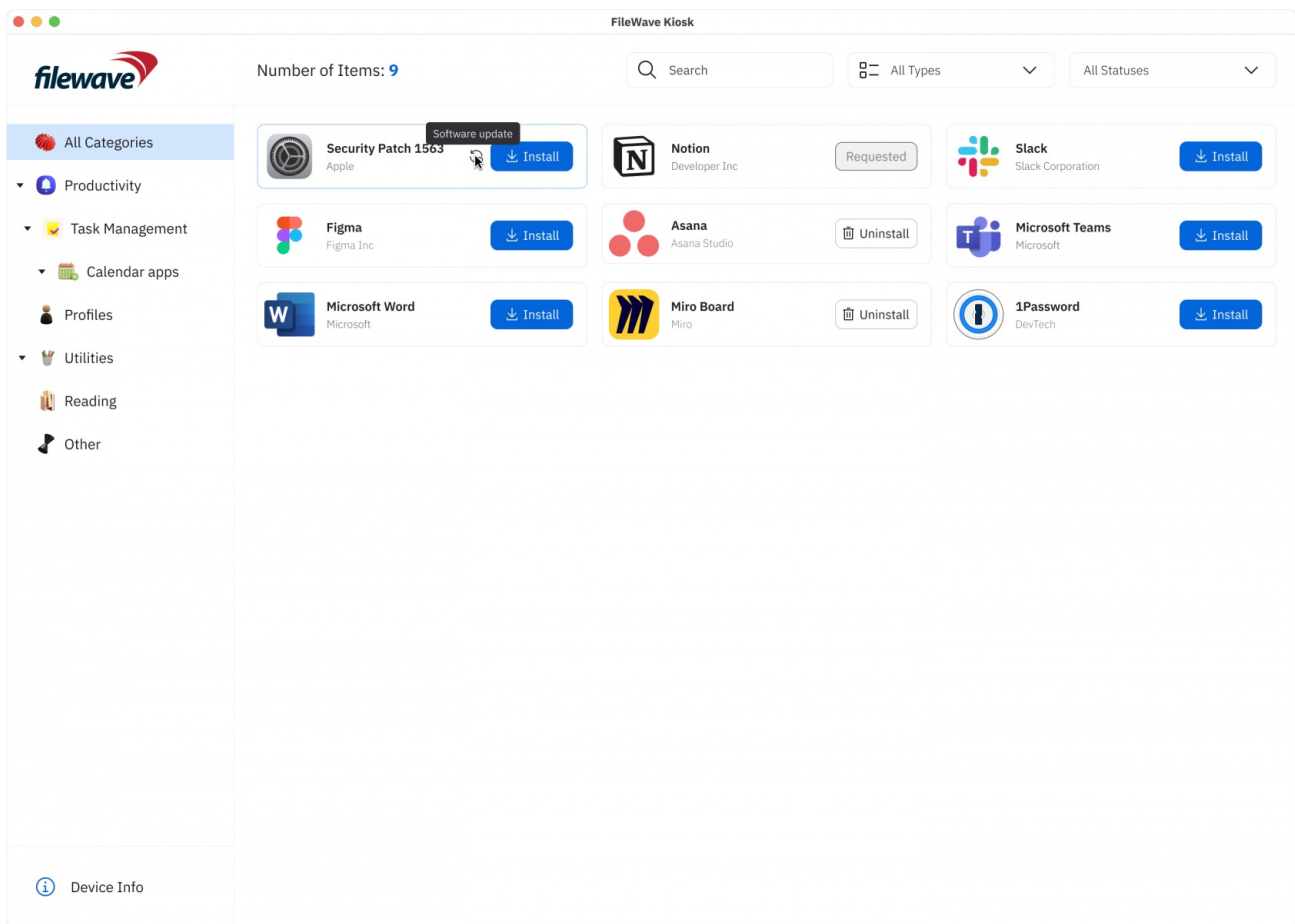 FileWave Kiosk
filewave
Number of Items: 9
Search
All Types
All Statuses
All Categories
Productivity
Task Management
Calendar apps
Profiles
Utilities
Reading
Other
Device Info
Software update
Security Patch 1563
Apple
Install
Notion
Developer Inc
Requested
Slack
Slack Corporation
Install
Figma
Figma Inc
Install
Asana
Asana Studio
Uninstall
Microsoft Teams
Microsoft
Install
Microsoft Word
Microsoft
Install
Miro Board
Miro
Uninstall
1Password
DevTech
Install